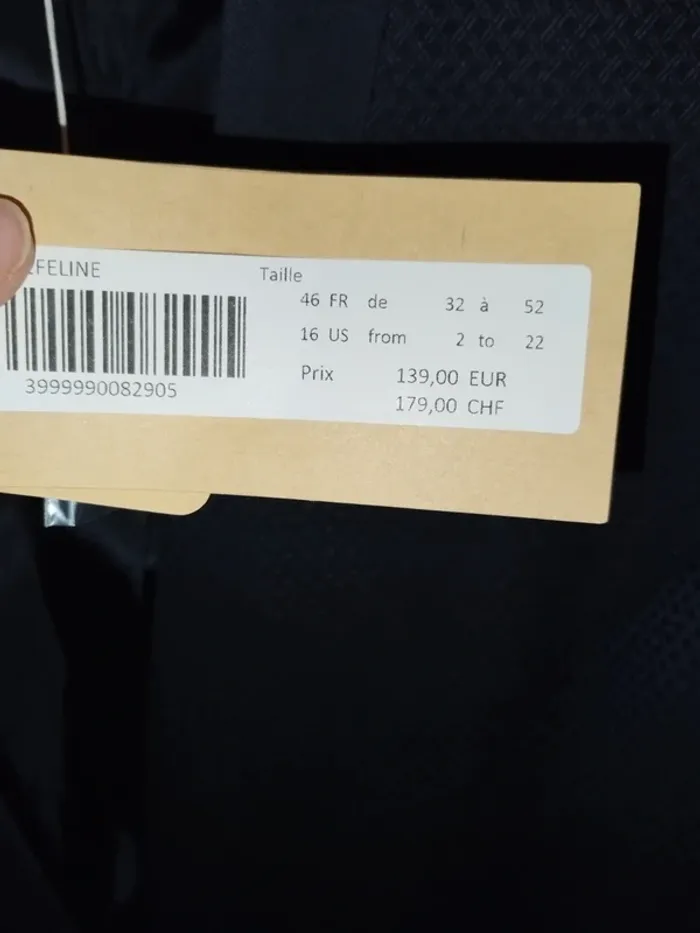 FELINE
Taille
46 FR de 32 à 52
16 US from 2 to 22
Prix 139,00 EUR
179,00 CHF
3999990082905